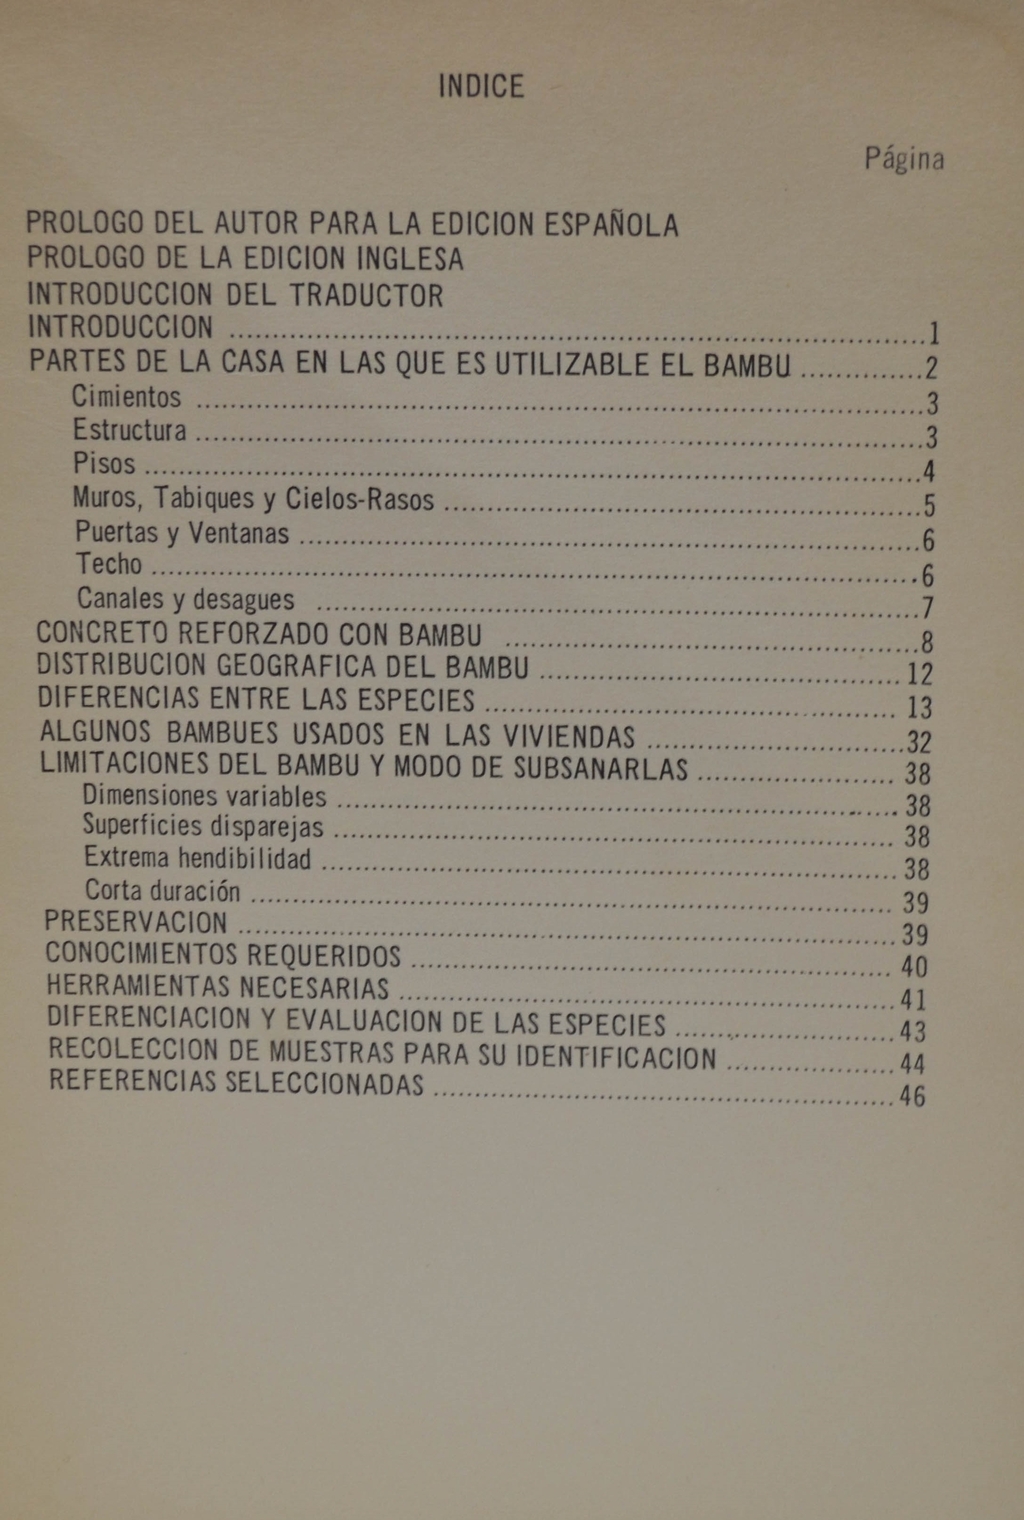 INDICE
Página
PROLOGO DEL AUTOR PARA LA EDICION ESPAÑOLA
PROLOGO DE LA EDICION INGLESA
INTRODUCCION DEL TRADUCTOR
INTRODUCCION ........ 1
PARTES DE LA CASA EN LAS QUE ES UTILIZABLE EL BAMBU ........ 2
Cimientos ........ 3
Estructura ........ 3
Pisos ........ 4
Muros, Tabiques y Cielos-Rasos ........ 5
Puertas y Ventanas ........ 6
Techo ........ 6
Canales y desagues ........ 7
CONCRETO REFORZADO CON BAMBU ........ 8
DISTRIBUCION GEOGRAFICA DEL BAMBU ........ 12
DIFERENCIAS ENTRE LAS ESPECIES ........ 13
ALGUNOS BAMBUES USADOS EN LAS VIVIENDAS ........ 32
LIMITACIONES DEL BAMBU Y MODO DE SUBSANARLAS ........ 38
Dimensiones variables ........ 38
Superficies disparejas ........ 38
Extrema hendibilidad ........ 38
Corta duración ........ 39
PRESERVACION ........ 39
CONOCIMIENTOS REQUERIDOS ........ 40
HERRAMIENTAS NECESARIAS ........ 41
DIFERENCIACION Y EVALUACION DE LAS ESPECIES ........ 43
RECOLECCION DE MUESTRAS PARA SU IDENTIFICACION ........ 44
REFERENCIAS SELECCIONADAS ........ 46